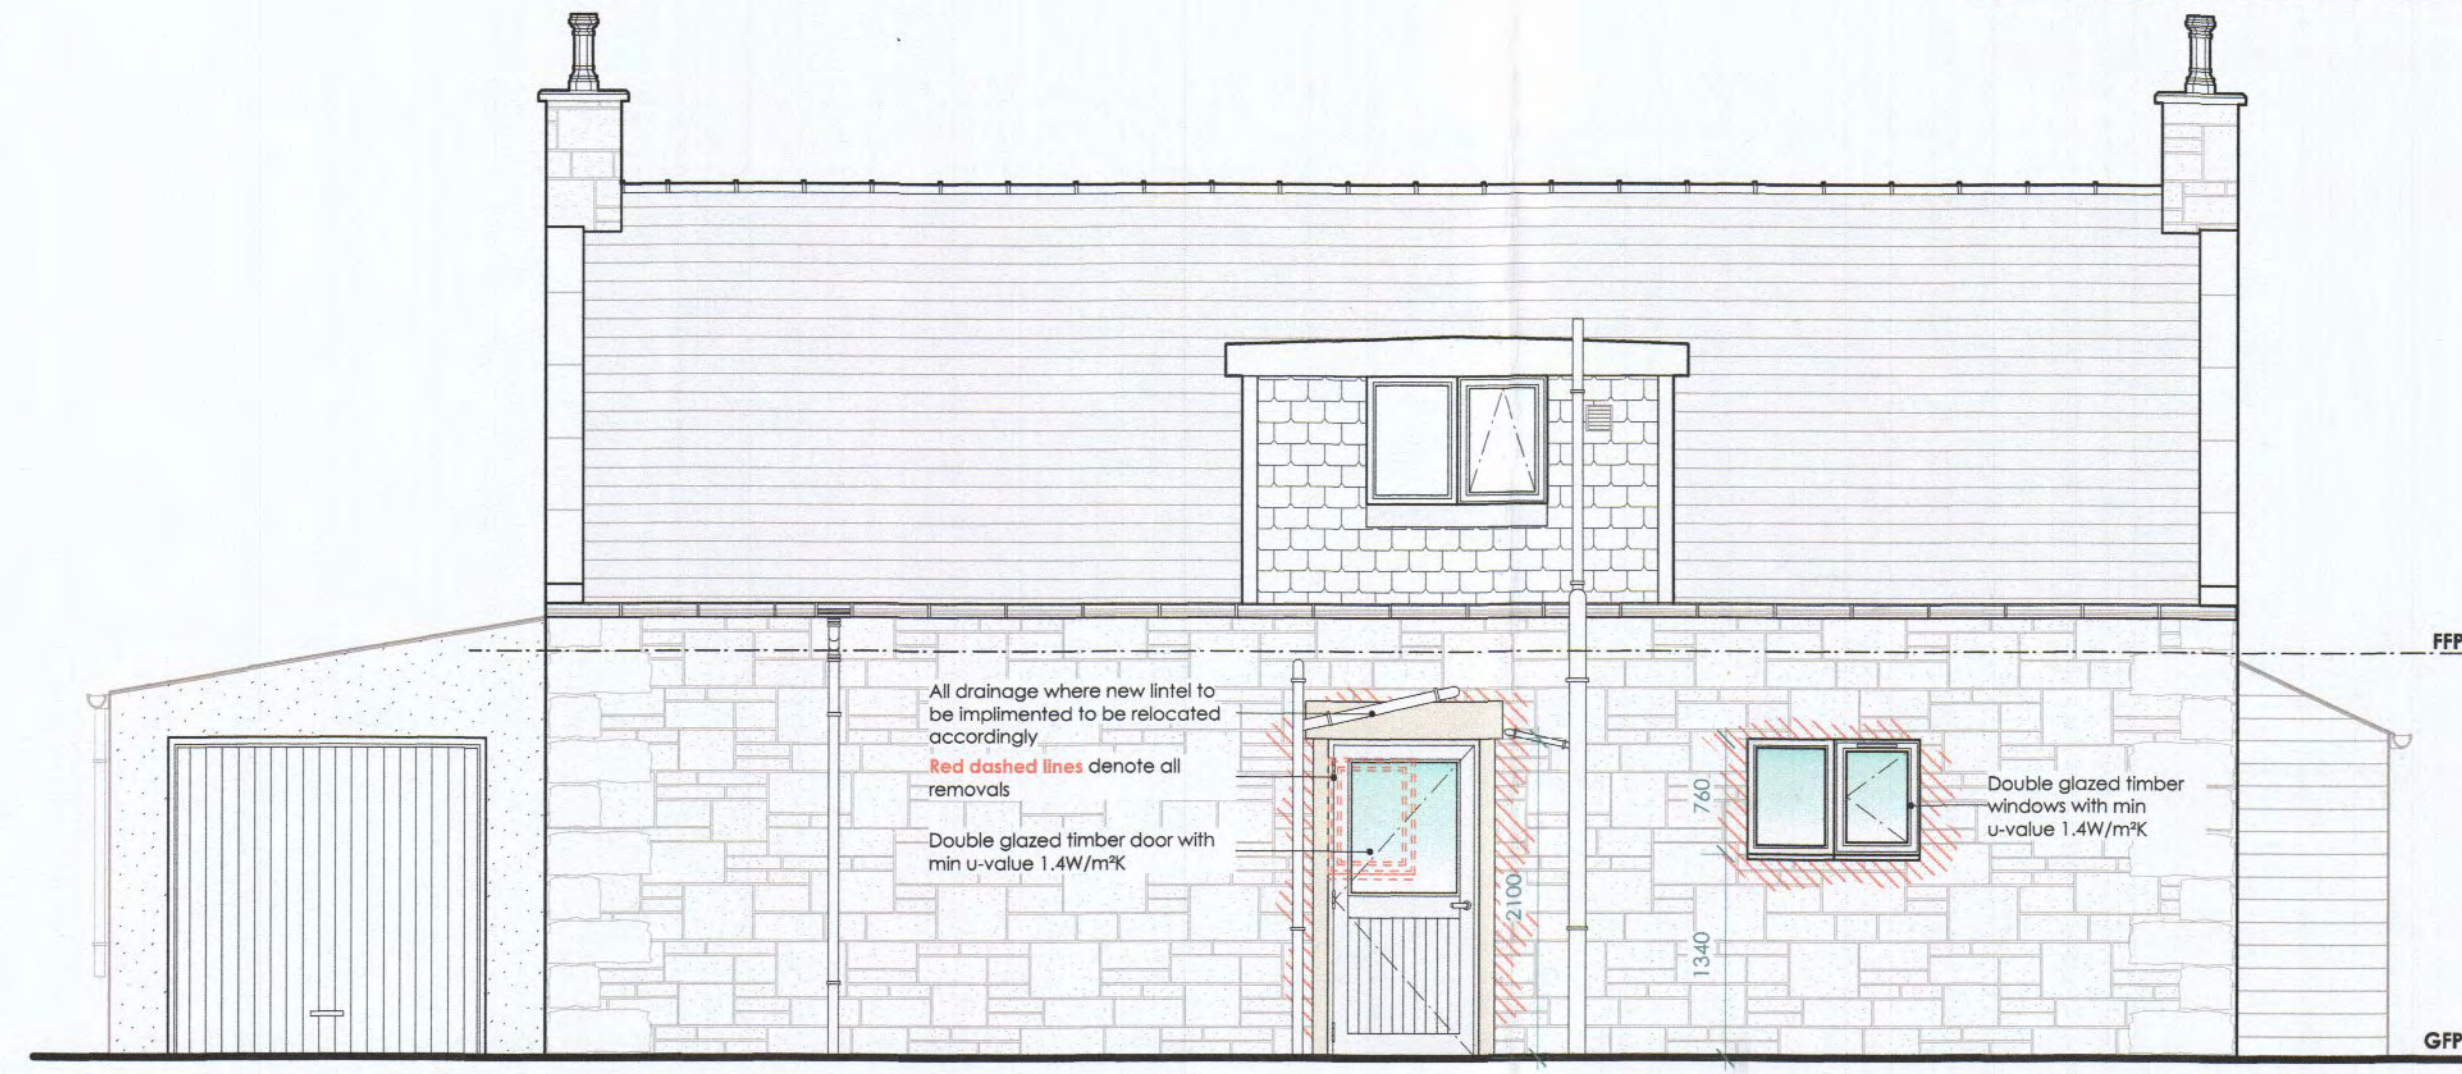 FFP
All drainage where new lintel to
be implimented to be relocated
accordingly
Red dashed lines denote all
removals
Double glazed timber door with
min u-value 1.4W/m²K
2100
760
1340
Double glazed timber
windows with min
u-value 1.4W/m²K
GFP